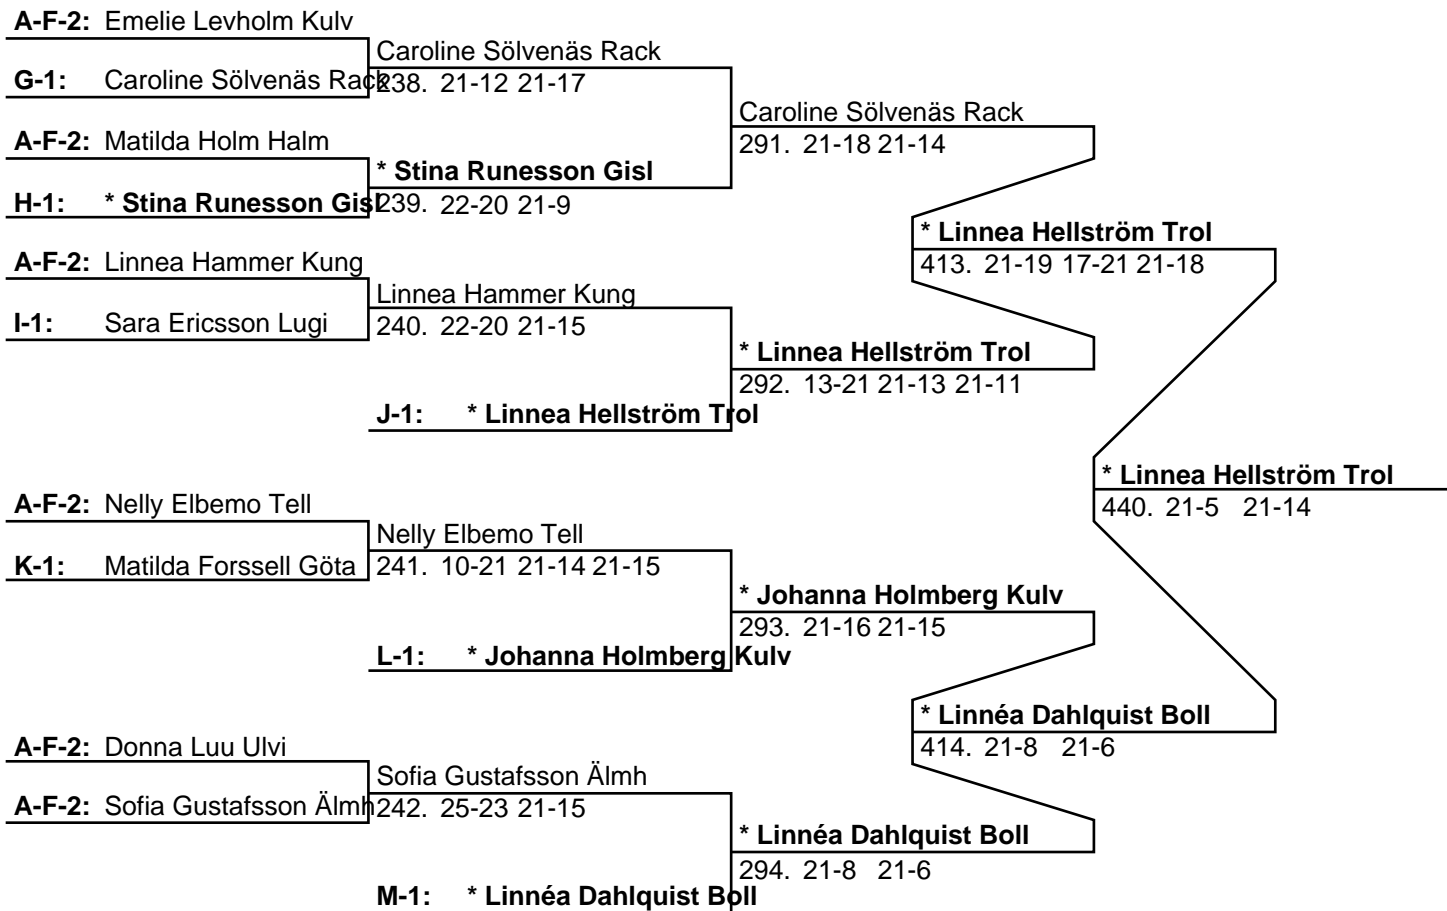 A-F-2: Emelie Levholm Kulv
Caroline Sölvenäs Rack
G-1: Caroline Sölvenäs Rack
238. 21-12 21-17
Caroline Sölvenäs Rack
291. 21-18 21-14
A-F-2: Matilda Holm Halm
* Stina Runesson Gisl
H-1: * Stina Runesson Gisl
239. 22-20 21-9
* Linnea Hellström Trol
413. 21-19 17-21 21-18
A-F-2: Linnea Hammer Kung
Linnea Hammer Kung
I-1: Sara Ericsson Lugi
240. 22-20 21-15
* Linnea Hellström Trol
292. 13-21 21-13 21-11
J-1: * Linnea Hellström Trol
* Linnea Hellström Trol
440. 21-5 21-14
A-F-2: Nelly Elbemo Tell
Nelly Elbemo Tell
K-1: Matilda Forssell Göta
241. 10-21 21-14 21-15
* Johanna Holmberg Kulv
293. 21-16 21-15
L-1: * Johanna Holmberg Kulv
* Linnéa Dahlquist Boll
414. 21-8 21-6
A-F-2: Donna Luu Ulvi
Sofia Gustafsson Älmh
A-F-2: Sofia Gustafsson Älmh
242. 25-23 21-15
* Linnéa Dahlquist Boll
294. 21-8 21-6
M-1: * Linnéa Dahlquist Boll